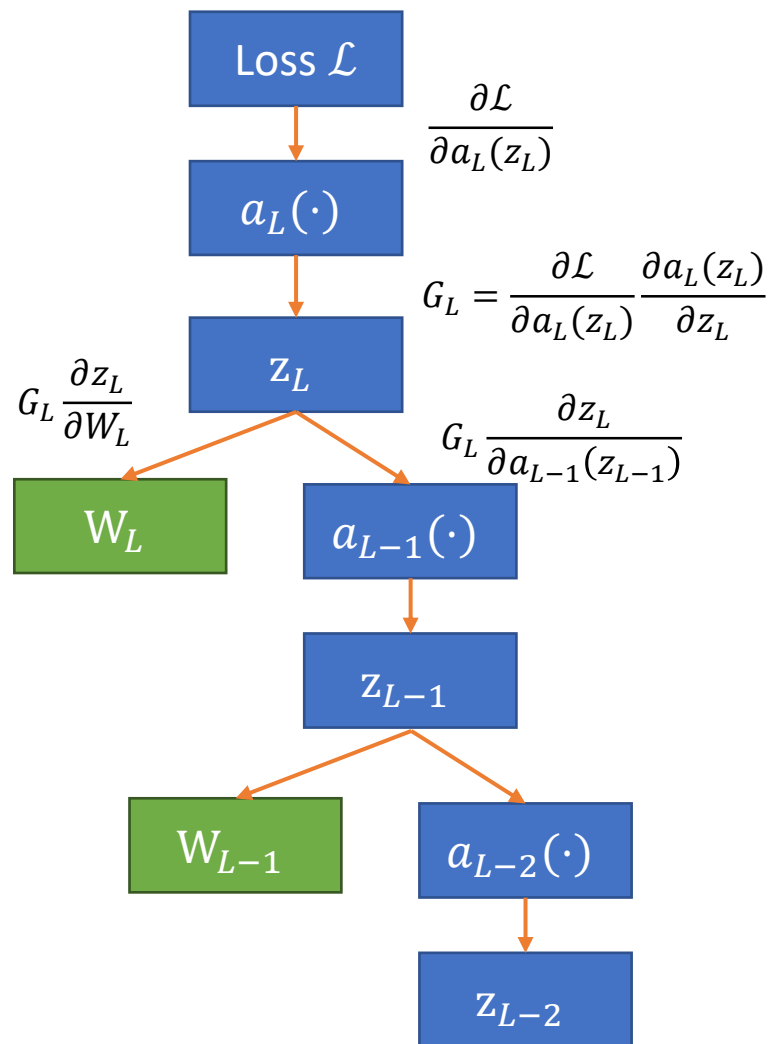 Loss ℒ
∂ℒ / ∂a_L(z_L)
a_L(·)
G_L = ∂ℒ / ∂a_L(z_L) ∂a_L(z_L) / ∂z_L
z_L
G_L ∂z_L / ∂W_L
G_L ∂z_L / ∂a_{L−1}(z_{L−1})
W_L
a_{L−1}(·)
z_{L−1}
W_{L−1}
a_{L−2}(·)
z_{L−2}